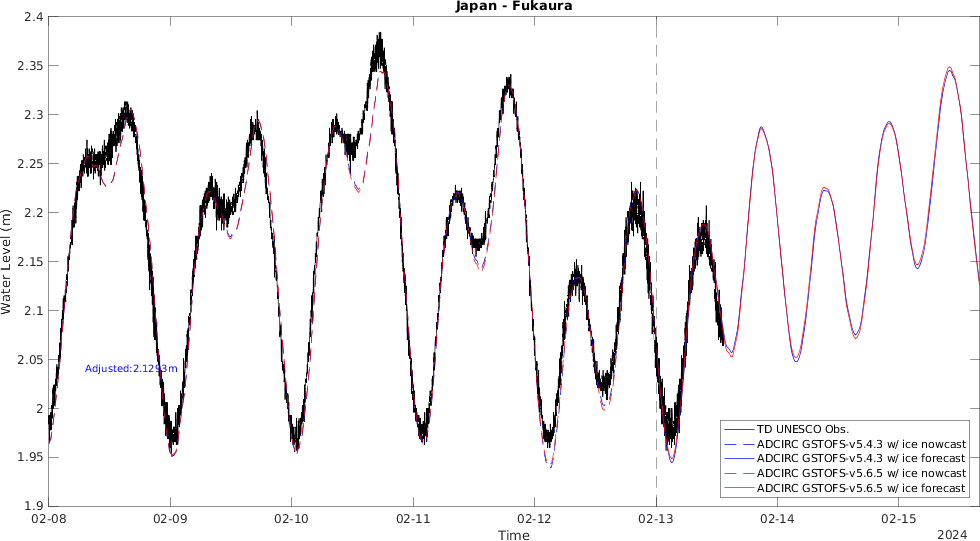 Japan - Fukaura
2.4
2.35
2.3
2.25
2.2
2.15
2.1
2.05
2
1.95
1.9
Water Level (m)
Adjusted:2.1293m
TD UNESCO Obs.
ADCIRC GSTOFS-v5.4.3 w/ ice nowcast
ADCIRC GSTOFS-v5.4.3 w/ ice forecast
ADCIRC GSTOFS-v5.6.5 w/ ice nowcast
ADCIRC GSTOFS-v5.6.5 w/ ice forecast
02-08 02-09 02-10 02-11 02-12 02-13 02-14 02-15
Time
2024